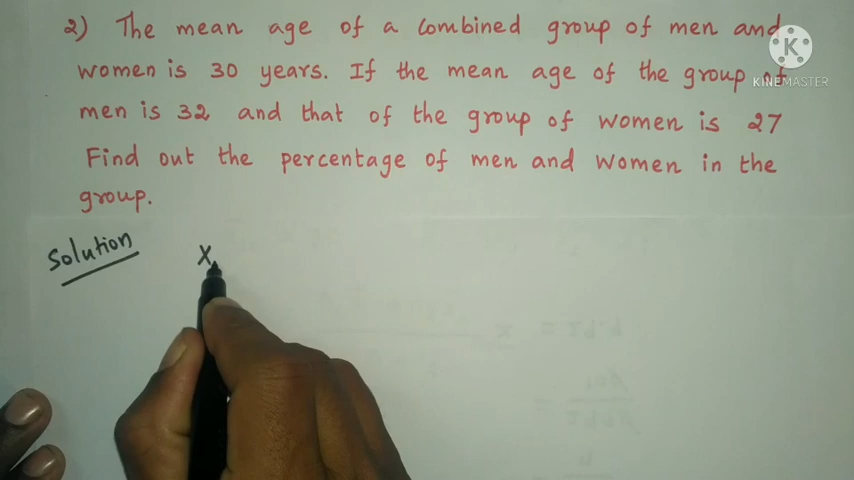 2) The mean age of a combined group of men and
women is 30 years. If the mean age of the group of
men is 32 and that of the group of women is 27
Find out the percentage of men and women in the
group.
Solution
X
K
KINEMASTER